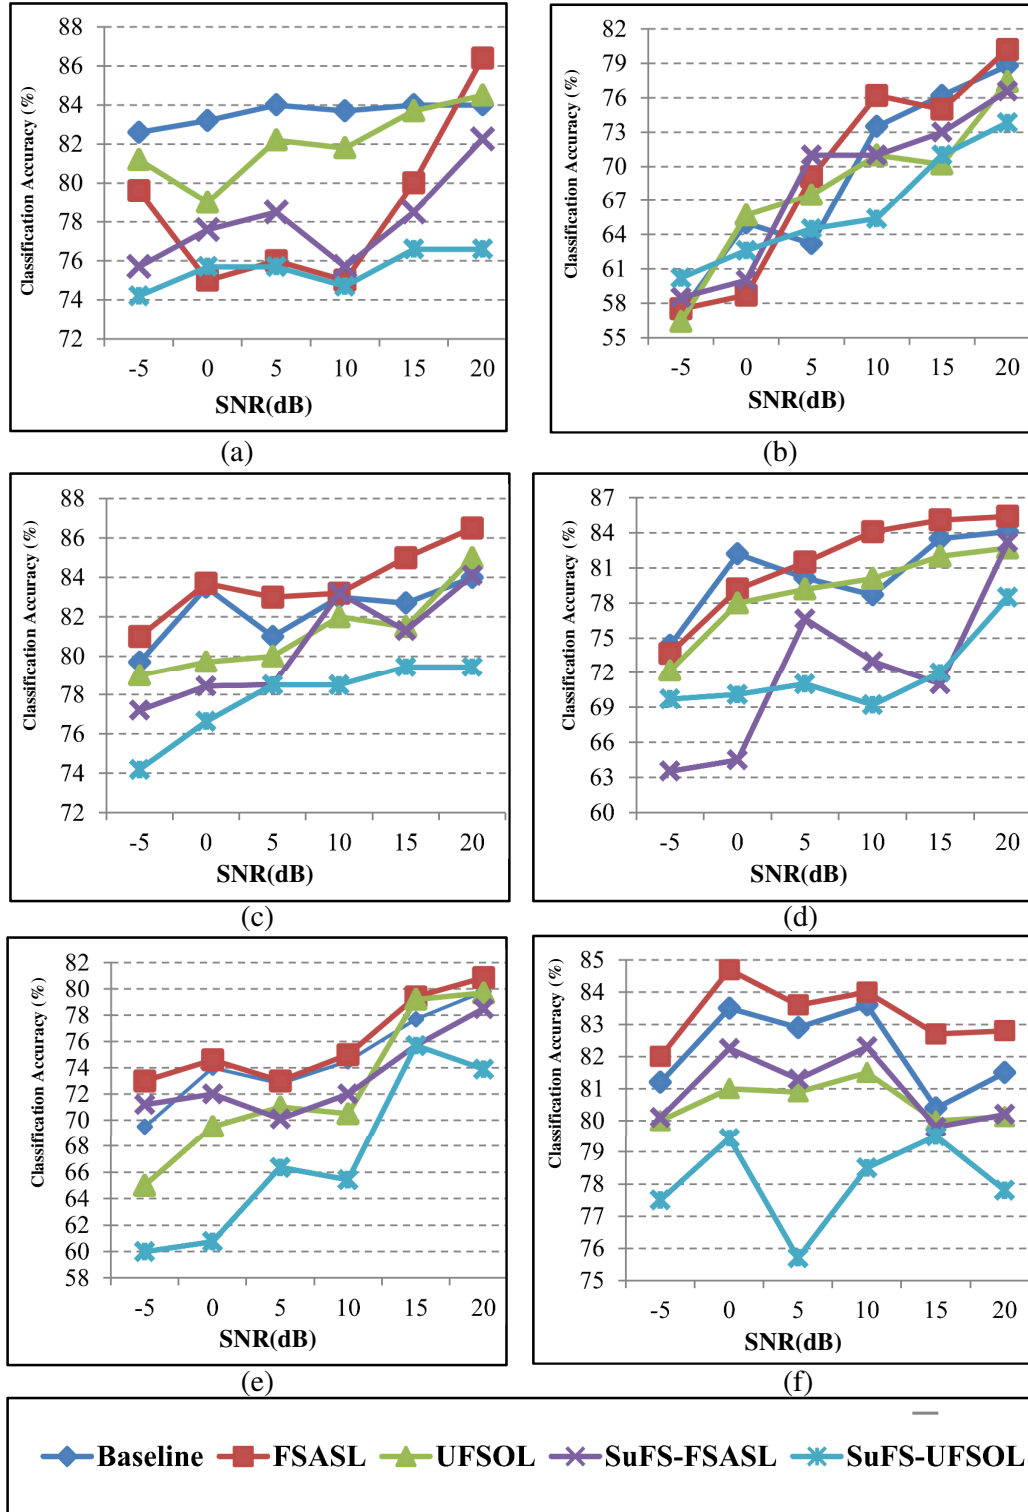 Classification Accuracy (%)
88
86
84
82
80
78
76
74
72
-5 0 5 10 15 20
SNR(dB)
(a)
Classification Accuracy (%)
82
79
76
73
70
67
64
61
58
55
-5 0 5 10 15 20
SNR(dB)
(b)
Classification Accuracy (%)
88
86
84
82
80
78
76
74
72
-5 0 5 10 15 20
SNR(dB)
(c)
Classification Accuracy (%)
87
84
81
78
75
72
69
66
63
60
-5 0 5 10 15 20
SNR(dB)
(d)
Classification Accuracy (%)
82
80
78
76
74
72
70
68
66
64
62
60
58
-5 0 5 10 15 20
SNR(dB)
(e)
Classification Accuracy (%)
85
84
83
82
81
80
79
78
77
76
75
-5 0 5 10 15 20
SNR(dB)
(f)
Baseline FSASL UFSOL SuFS-FSASL SuFS-UFSOL